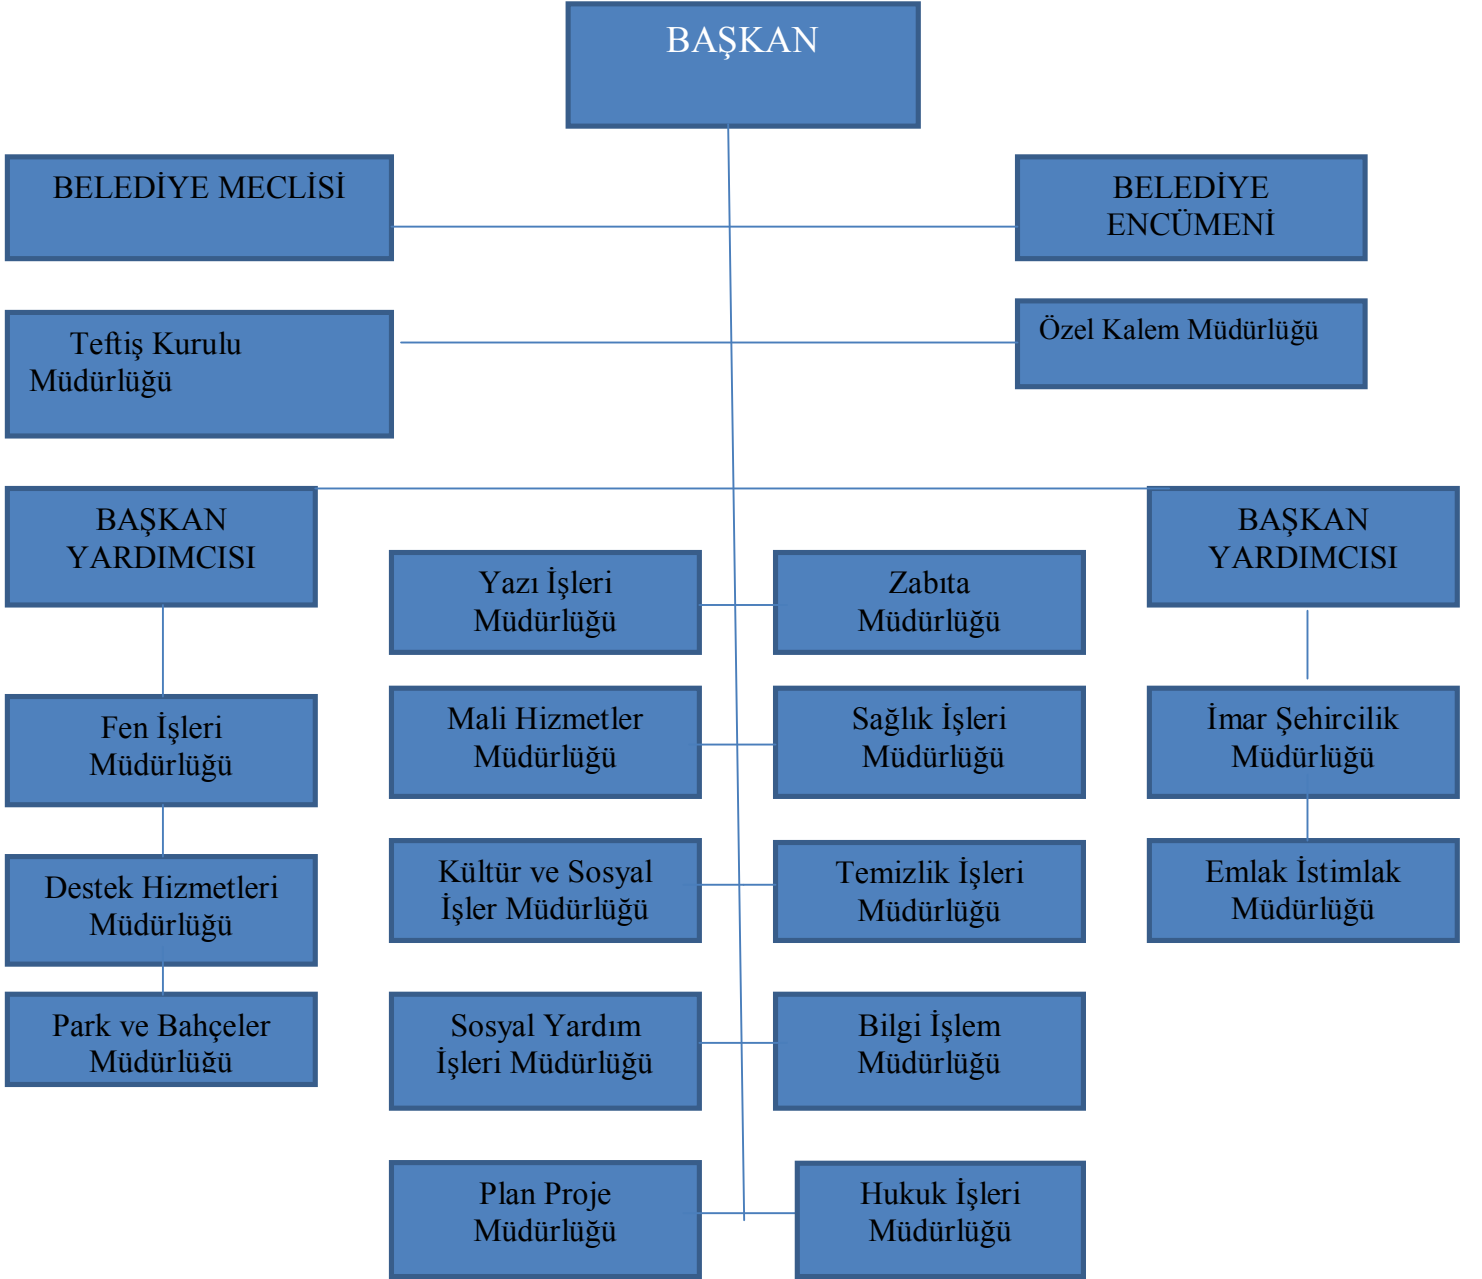 BAŞKAN
BELEDİYE MECLİSİ
BELEDİYE
ENCÜMENİ
Teftiş Kurulu
Müdürlüğü
Özel Kalem Müdürlüğü
BAŞKAN
YARDIMCISI
BAŞKAN
YARDIMCISI
Yazı İşleri
Müdürlüğü
Zabıta
Müdürlüğü
Fen İşleri
Müdürlüğü
Mali Hizmetler
Müdürlüğü
Sağlık İşleri
Müdürlüğü
İmar Şehircilik
Müdürlüğü
Destek Hizmetleri
Müdürlüğü
Kültür ve Sosyal
İşler Müdürlüğü
Temizlik İşleri
Müdürlüğü
Emlak İstimlak
Müdürlüğü
Park ve Bahçeler
Müdürlüğü
Sosyal Yardım
İşleri Müdürlüğü
Bilgi İşlem
Müdürlüğü
Plan Proje
Müdürlüğü
Hukuk İşleri
Müdürlüğü